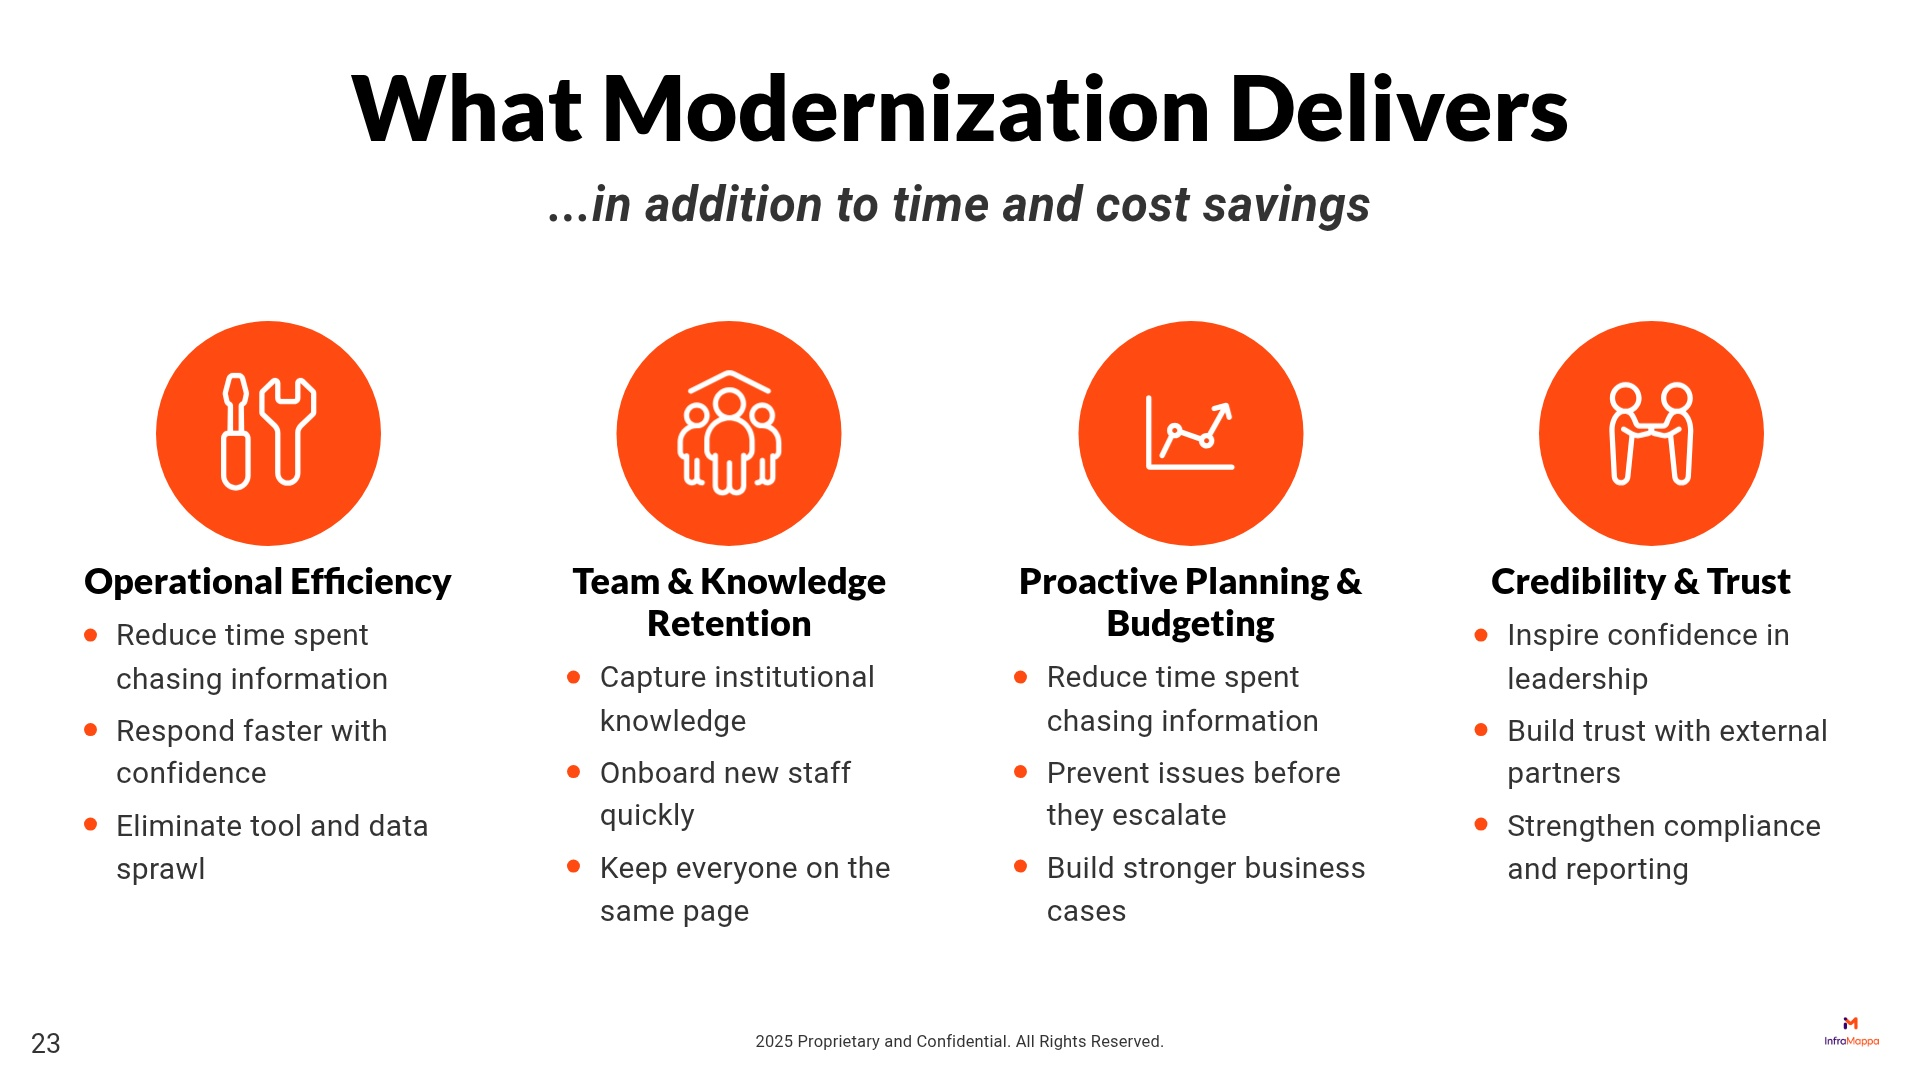 What Modernization Delivers
...in addition to time and cost savings
Operational Efficiency
Reduce time spent
chasing information
Respond faster with
confidence
Eliminate tool and data
sprawl
Team & Knowledge
Retention
Capture institutional
knowledge
Onboard new staff
quickly
Keep everyone on the
same page
Proactive Planning &
Budgeting
Reduce time spent
chasing information
Prevent issues before
they escalate
Build stronger business
cases
Credibility & Trust
Inspire confidence in
leadership
Build trust with external
partners
Strengthen compliance
and reporting
23
2025 Proprietary and Confidential. All Rights Reserved.
InfraMappa